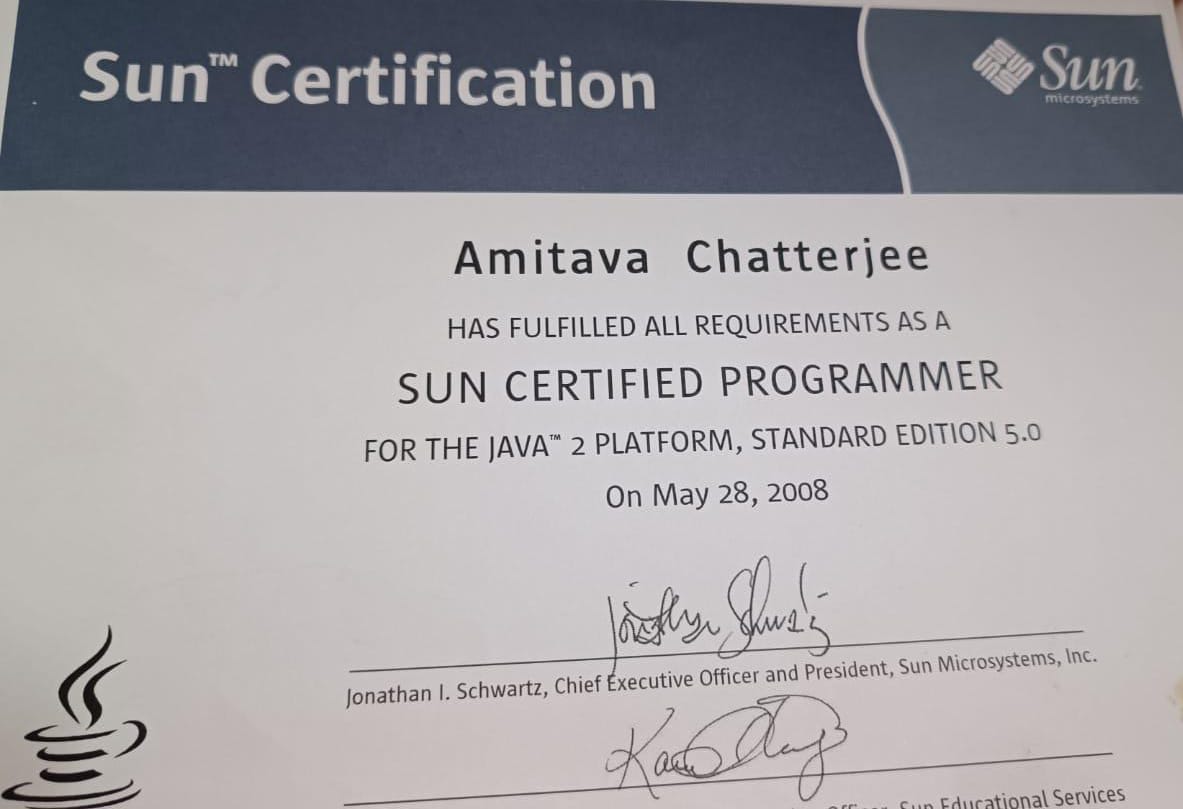 Sun™ Certification
Sun
microsystems
Amitava Chatterjee
HAS FULFILLED ALL REQUIREMENTS AS A
SUN CERTIFIED PROGRAMMER
FOR THE JAVA™ 2 PLATFORM, STANDARD EDITION 5.0
On May 28, 2008
Jonathan Schwartz
Jonathan I. Schwartz, Chief Executive Officer and President, Sun Microsystems, Inc.
Sun Educational Services